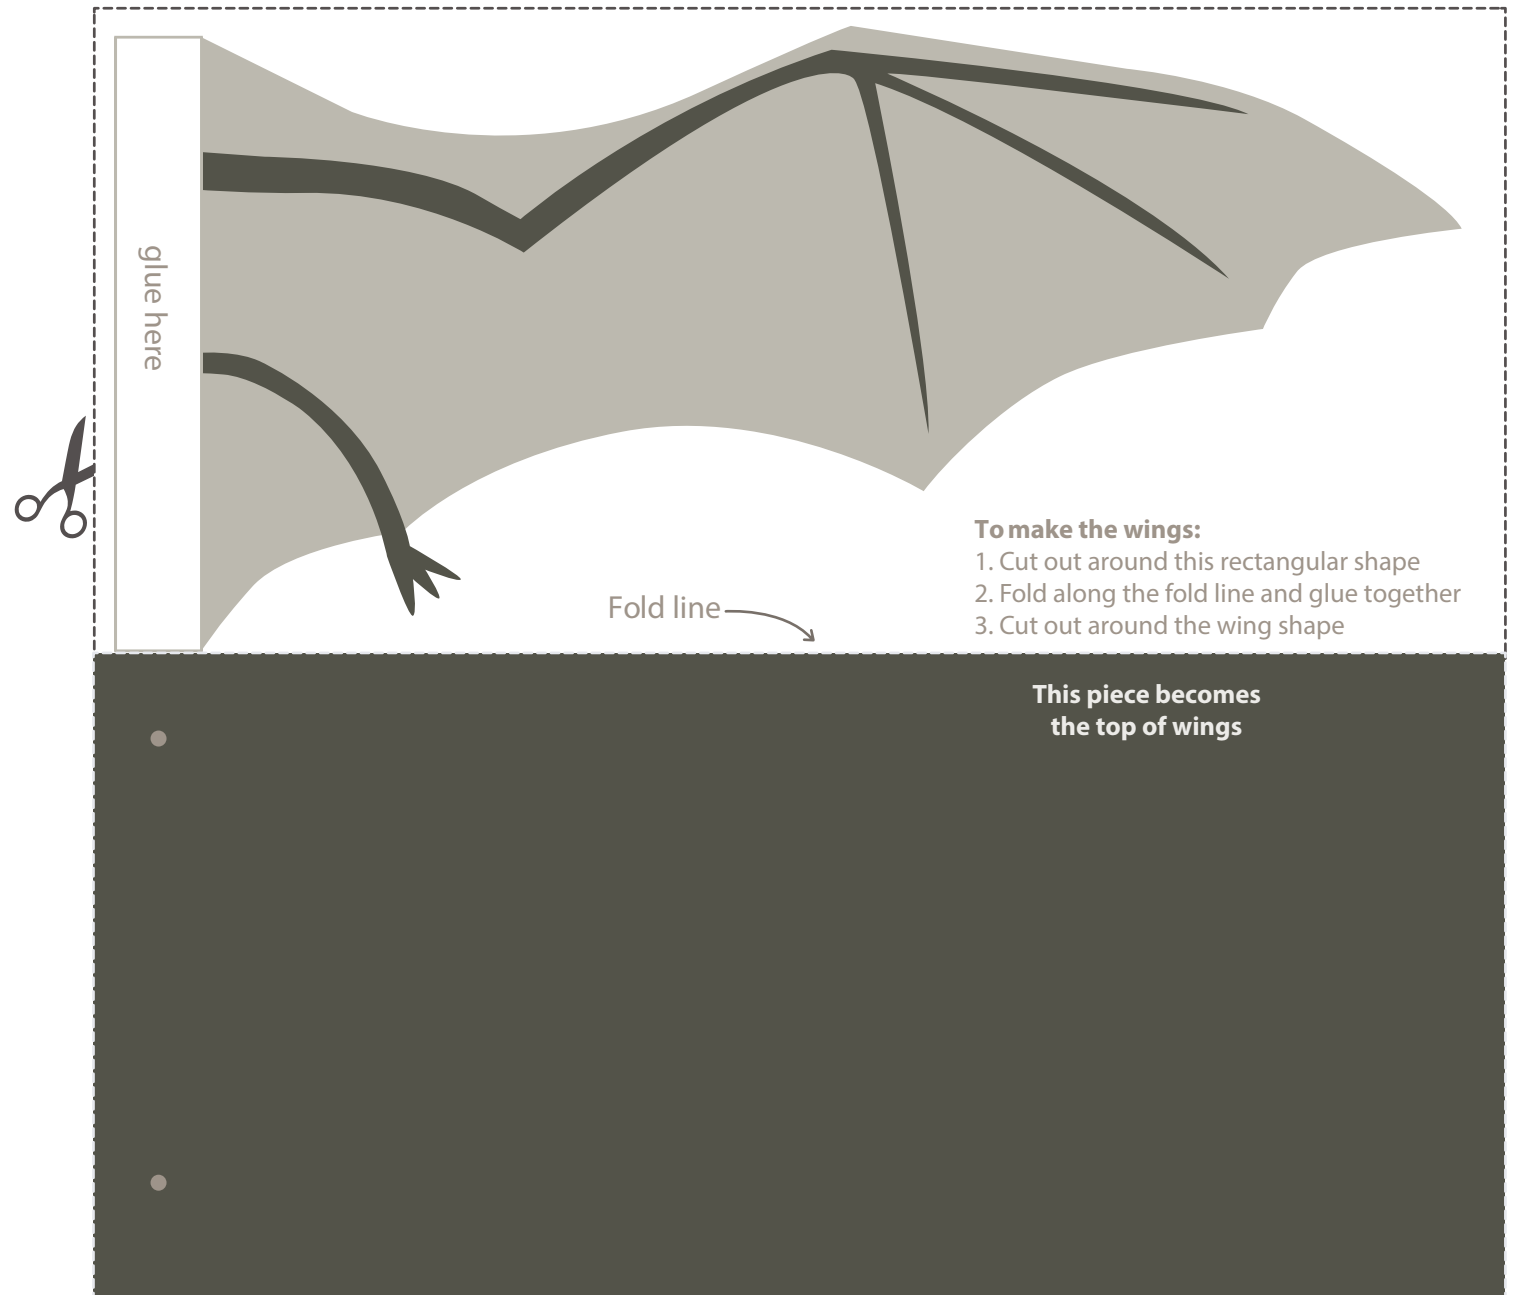 glue here
To make the wings:
1. Cut out around this rectangular shape
2. Fold along the fold line and glue together
3. Cut out around the wing shape
Fold line
This piece becomes
the top of wings